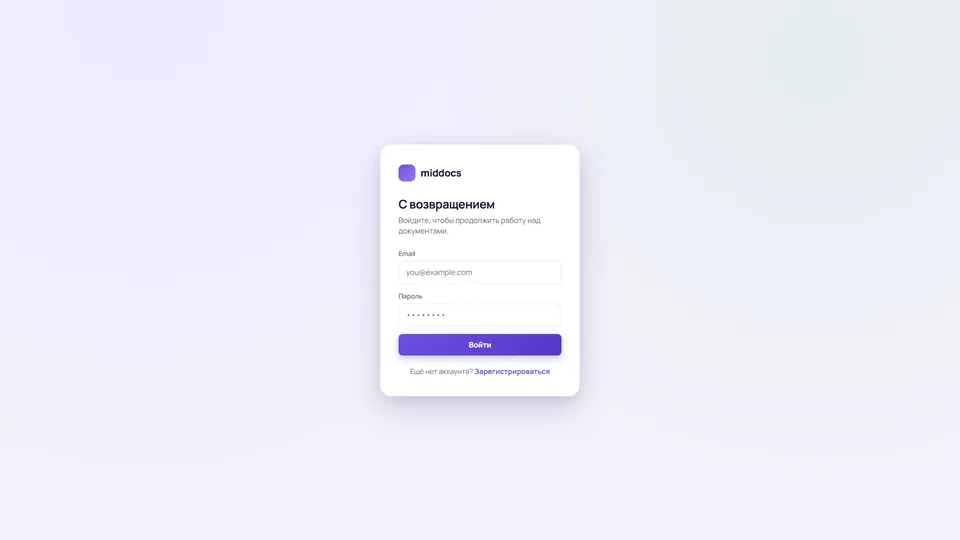 middocs
С возвращением
Войдите, чтобы продолжить работу над
документами.
Email
you@example.com
Пароль
••••••••
Войти
Ещё нет аккаунта? Зарегистрироваться